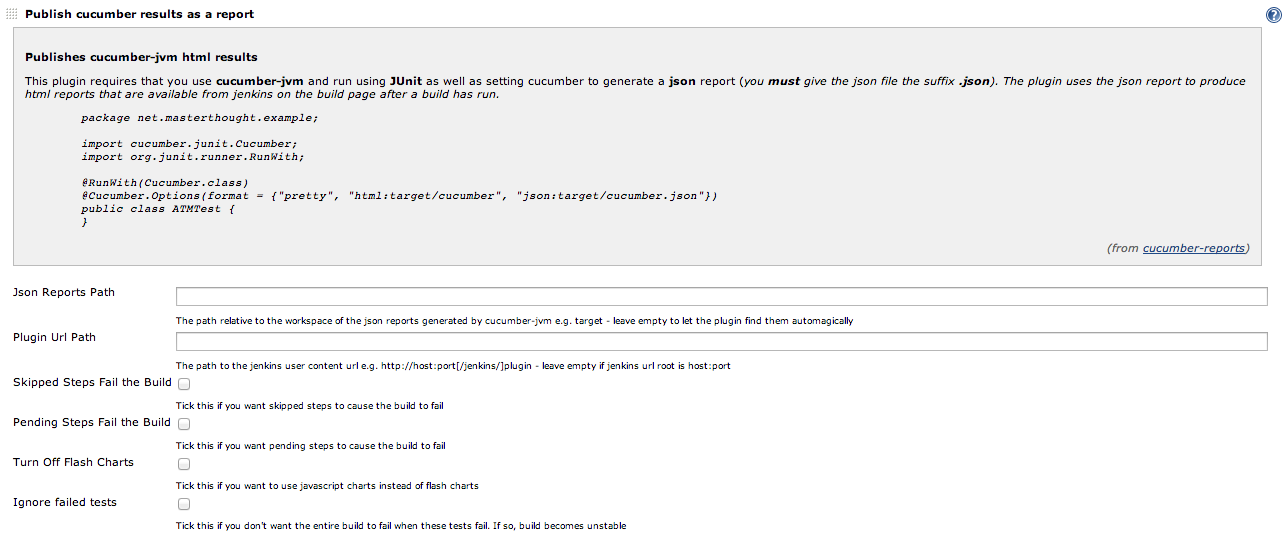 Publish cucumber results as a report
Publishes cucumber-jvm html results
This plugin requires that you use cucumber-jvm and run using JUnit as well as setting cucumber to generate a json report (you must give the json file the suffix .json). The plugin uses the json report to produce
html reports that are available from jenkins on the build page after a build has run.
package net.masterthought.example;
import cucumber.junit.Cucumber;
import org.junit.runner.RunWith;
@RunWith(Cucumber.class)
@Cucumber.Options(format = {"pretty", "html:target/cucumber", "json:target/cucumber.json"})
public class ATMTest {
}
(from cucumber-reports)
Json Reports Path
The path relative to the workspace of the json reports generated by cucumber-jvm e.g. target - leave empty to let the plugin find them automagically
Plugin Url Path
The path to the jenkins user content url e.g. http://host:port[/jenkins/]plugin - leave empty if jenkins url root is host:port
Skipped Steps Fail the Build
Tick this if you want skipped steps to cause the build to fail
Pending Steps Fail the Build
Tick this if you want pending steps to cause the build to fail
Turn Off Flash Charts
Tick this if you want to use javascript charts instead of flash charts
Ignore failed tests
Tick this if you don't want the entire build to fail when these tests fail. If so, build becomes unstable